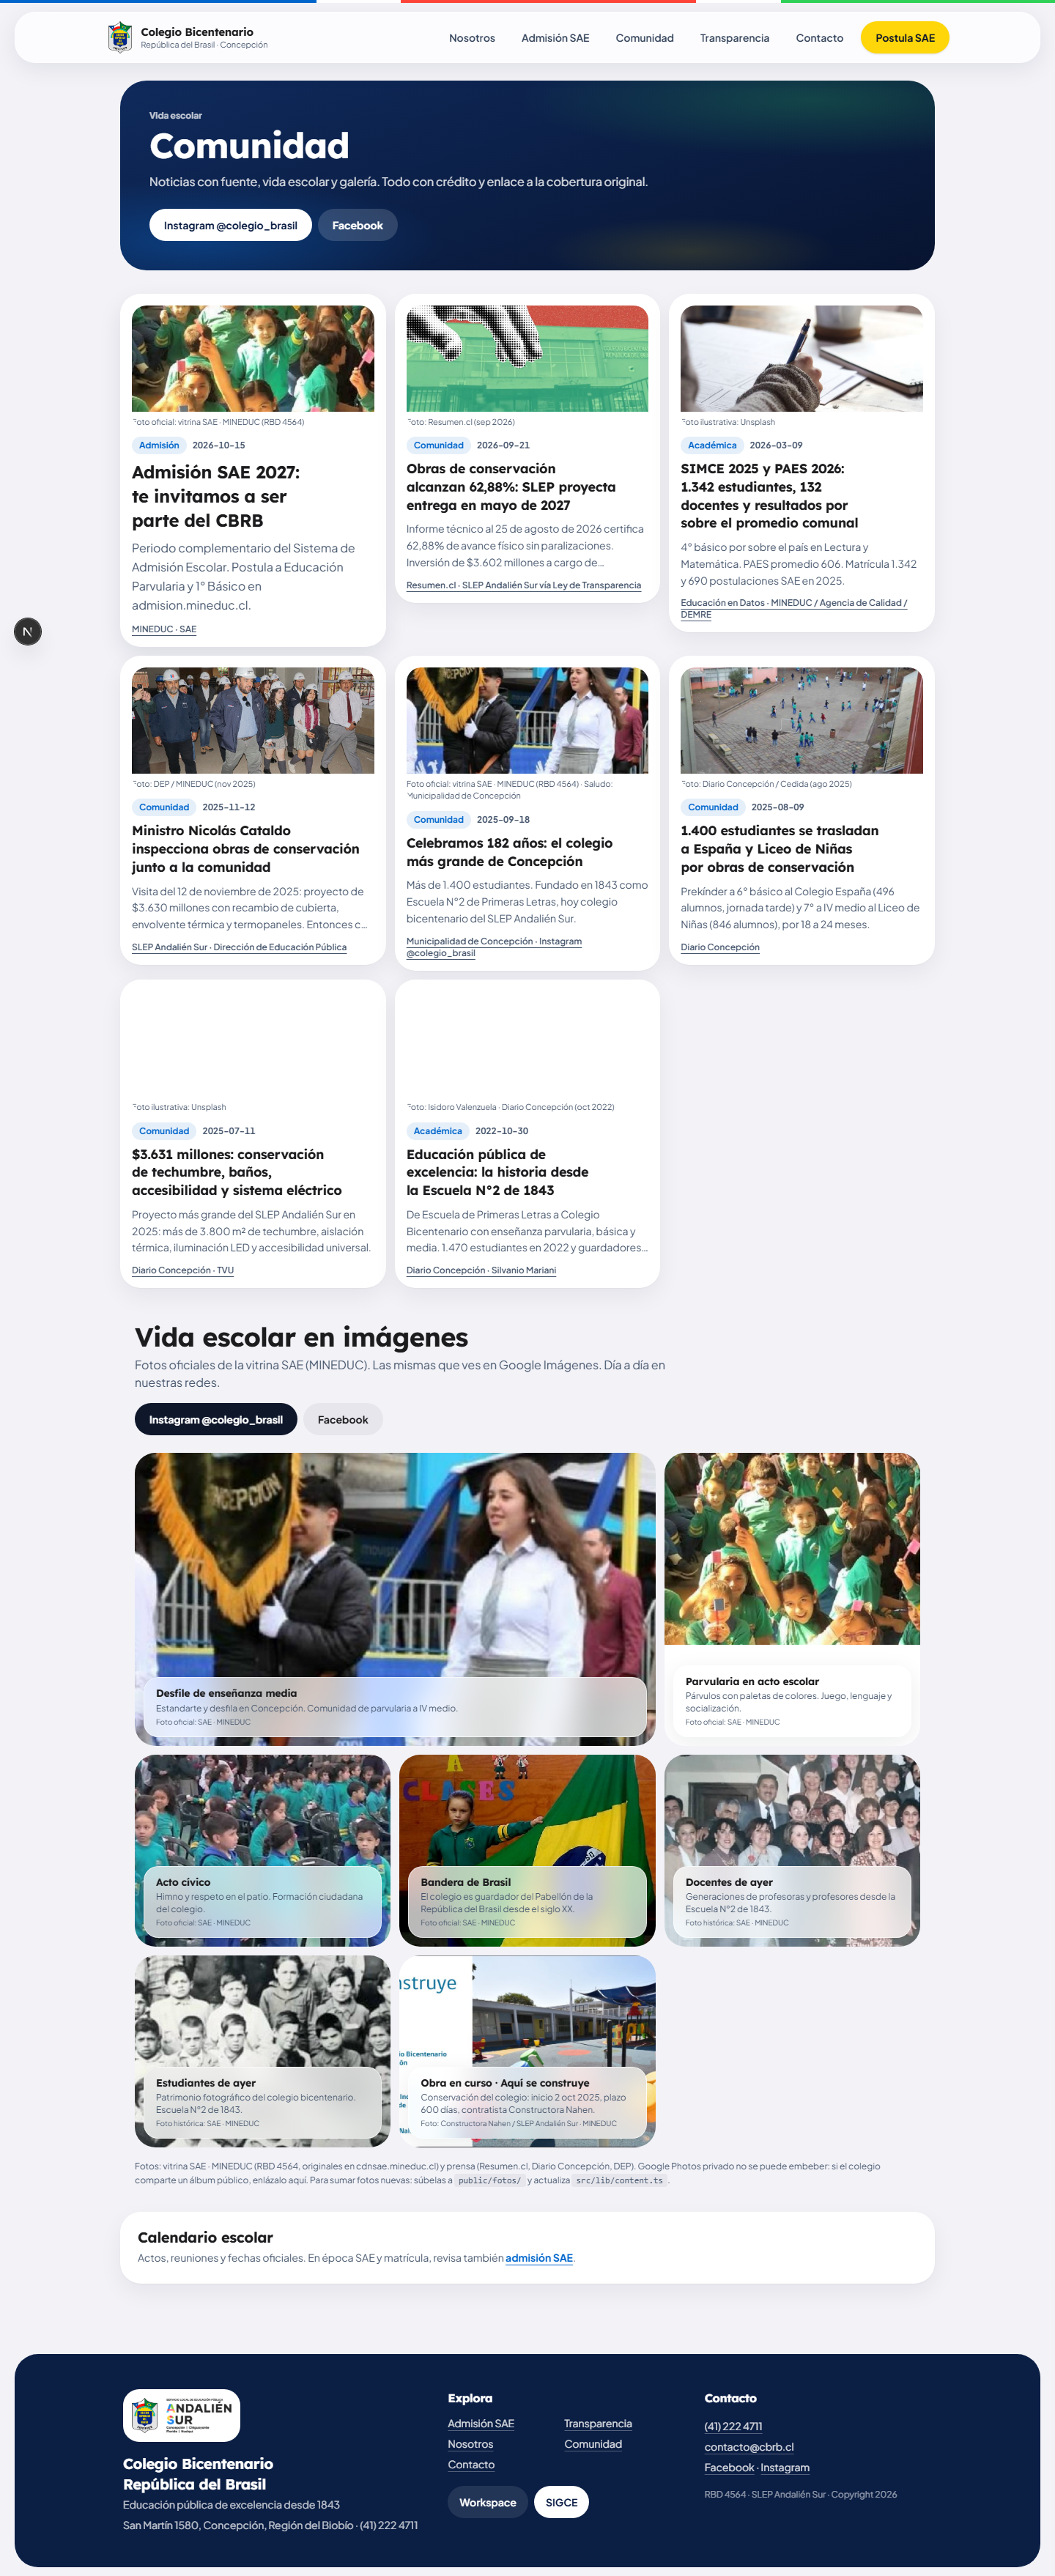 Colegio Bicentenario
República del Brasil · Concepción
Nosotros
Admisión SAE
Comunidad
Transparencia
Contacto
Postula SAE
Vida escolar
Comunidad
Noticias con fuente, vida escolar y galería. Todo con crédito y enlace a la cobertura original.
Instagram @colegio_brasil
Facebook
Foto oficial: vitrina SAE · MINEDUC (RBD 4564)
Admisión 2026-10-15
Admisión SAE 2027:
te invitamos a ser
parte del CBRB
Periodo complementario del Sistema de
Admisión Escolar. Postula a Educación
Parvularia y 1° Básico en
admision.mineduc.cl.
MINEDUC · SAE
Foto: Resumen.cl (sep 2026)
Comunidad 2026-09-21
Obras de conservación
alcanzan 62,88%: SLEP proyecta
entrega en mayo de 2027
Informe técnico al 25 de agosto de 2026 certifica
62,88% de avance físico sin paralizaciones.
Inversión de $3.602 millones a cargo de…
Resumen.cl · SLEP Andalién Sur vía Ley de Transparencia
Foto ilustrativa: Unsplash
Académica 2026-03-09
SIMCE 2025 y PAES 2026:
1.342 estudiantes, 132
docentes y resultados por
sobre el promedio comunal
4° básico por sobre el país en Lectura y
Matemática. PAES promedio 606. Matrícula 1.342
y 690 postulaciones SAE en 2025.
Educación en Datos · MINEDUC / Agencia de Calidad /
DEMRE
N
Foto: DEP / MINEDUC (nov 2025)
Comunidad 2025-11-12
Ministro Nicolás Cataldo
inspecciona obras de conservación
junto a la comunidad
Visita del 12 de noviembre de 2025: proyecto de
$3.630 millones con recambio de cubierta,
envolvente térmica y termopaneles. Entonces c…
SLEP Andalién Sur · Dirección de Educación Pública
Foto oficial: vitrina SAE · MINEDUC (RBD 4564) · Saludo:
Municipalidad de Concepción
Comunidad 2025-09-18
Celebramos 182 años: el colegio
más grande de Concepción
Más de 1.400 estudiantes. Fundado en 1843 como
Escuela N°2 de Primeras Letras, hoy colegio
bicentenario del SLEP Andalién Sur.
Municipalidad de Concepción · Instagram
@colegio_brasil
Foto: Diario Concepción / Cedida (ago 2025)
Comunidad 2025-08-09
1.400 estudiantes se trasladan
a España y Liceo de Niñas
por obras de conservación
Prekínder a 6° básico al Colegio España (496
alumnos, jornada tarde) y 7° a IV medio al Liceo de
Niñas (846 alumnos), por 18 a 24 meses.
Diario Concepción
Foto ilustrativa: Unsplash
Comunidad 2025-07-11
$3.631 millones: conservación
de techumbre, baños,
accesibilidad y sistema eléctrico
Proyecto más grande del SLEP Andalién Sur en
2025: más de 3.800 m² de techumbre, aislación
térmica, iluminación LED y accesibilidad universal.
Diario Concepción · TVU
Foto: Isidoro Valenzuela · Diario Concepción (oct 2022)
Académica 2022-10-30
Educación pública de
excelencia: la historia desde
la Escuela N°2 de 1843
De Escuela de Primeras Letras a Colegio
Bicentenario con enseñanza parvularia, básica y
media. 1.470 estudiantes en 2022 y guardadores…
Diario Concepción · Silvanio Mariani
Vida escolar en imágenes
Fotos oficiales de la vitrina SAE (MINEDUC). Las mismas que ves en Google Imágenes. Día a día en
nuestras redes.
Instagram @colegio_brasil
Facebook
NCEPCION
Desfile de enseñanza media
Estandarte y desfila en Concepción. Comunidad de parvularia a IV medio.
Foto oficial: SAE · MINEDUC
Parvularia en acto escolar
Párvulos con paletas de colores. Juego, lenguaje y
socialización.
Foto oficial: SAE · MINEDUC
Acto cívico
Himno y respeto en el patio. Formación ciudadana
del colegio.
Foto oficial: SAE · MINEDUC
A
CLASES
Bandera de Brasil
El colegio es guardador del Pabellón de la
República del Brasil desde el siglo XX.
Foto oficial: SAE · MINEDUC
Docentes de ayer
Generaciones de profesoras y profesores desde la
Escuela N°2 de 1843.
Foto histórica: SAE · MINEDUC
Estudiantes de ayer
Patrimonio fotográfico del colegio bicentenario.
Escuela N°2 de 1843.
Foto histórica: SAE · MINEDUC
nstruye
io Bicentenario
Obra en curso · Aquí se construye
Conservación del colegio: inicio 2 oct 2025, plazo
600 días, contratista Constructora Nahen.
Foto: Constructora Nahen / SLEP Andalién Sur · MINEDUC
Fotos: vitrina SAE · MINEDUC (RBD 4564, originales en cdnsae.mineduc.cl) y prensa (Resumen.cl, Diario Concepción, DEP). Google Photos privado no se puede embeber: si el colegio
comparte un álbum público, enlázalo aquí. Para sumar fotos nuevas: súbelas a public/fotos/ y actualiza src/lib/content.ts.
Calendario escolar
Actos, reuniones y fechas oficiales. En época SAE y matrícula, revisa también admisión SAE.
ANDALIÉN
SUR
Colegio Bicentenario
República del Brasil
Educación pública de excelencia desde 1843
San Martín 1580, Concepción, Región del Biobío · (41) 222 4711
Explora
Admisión SAE
Transparencia
Nosotros
Comunidad
Contacto
Workspace
SIGCE
Contacto
(41) 222 4711
contacto@cbrb.cl
Facebook · Instagram
RBD 4564 · SLEP Andalién Sur · Copyright 2026